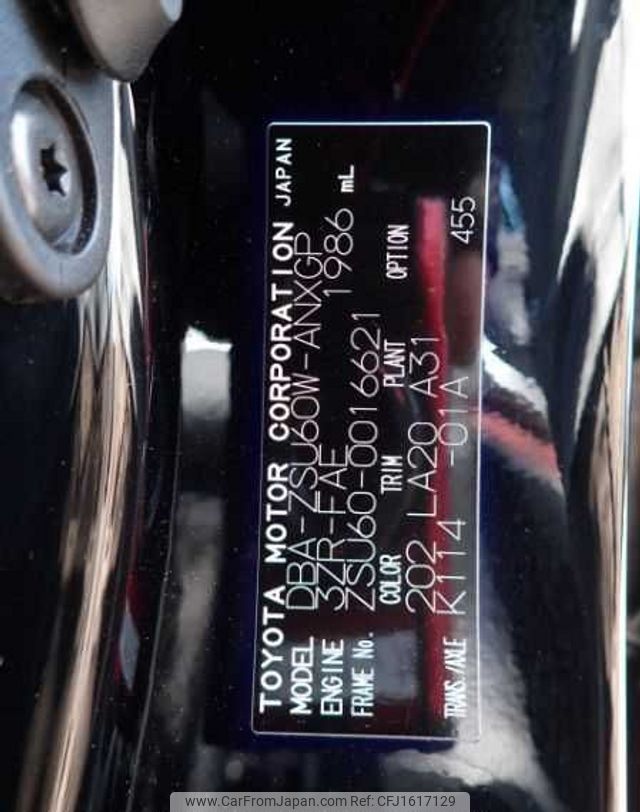 TOYOTA MOTOR CORPORATION JAPAN
MODEL DBA-ZSU60W-ANXGP
ENGINE 3ZR-FAE 1986 mL
FRAME No. ZSU60-0016621
COLOR TRIM PLANT OPTION
202 LA20 A31
TRANS./AXLE K114 -01A 455
www.CarFromJapan.com Ref:CFJ1617129